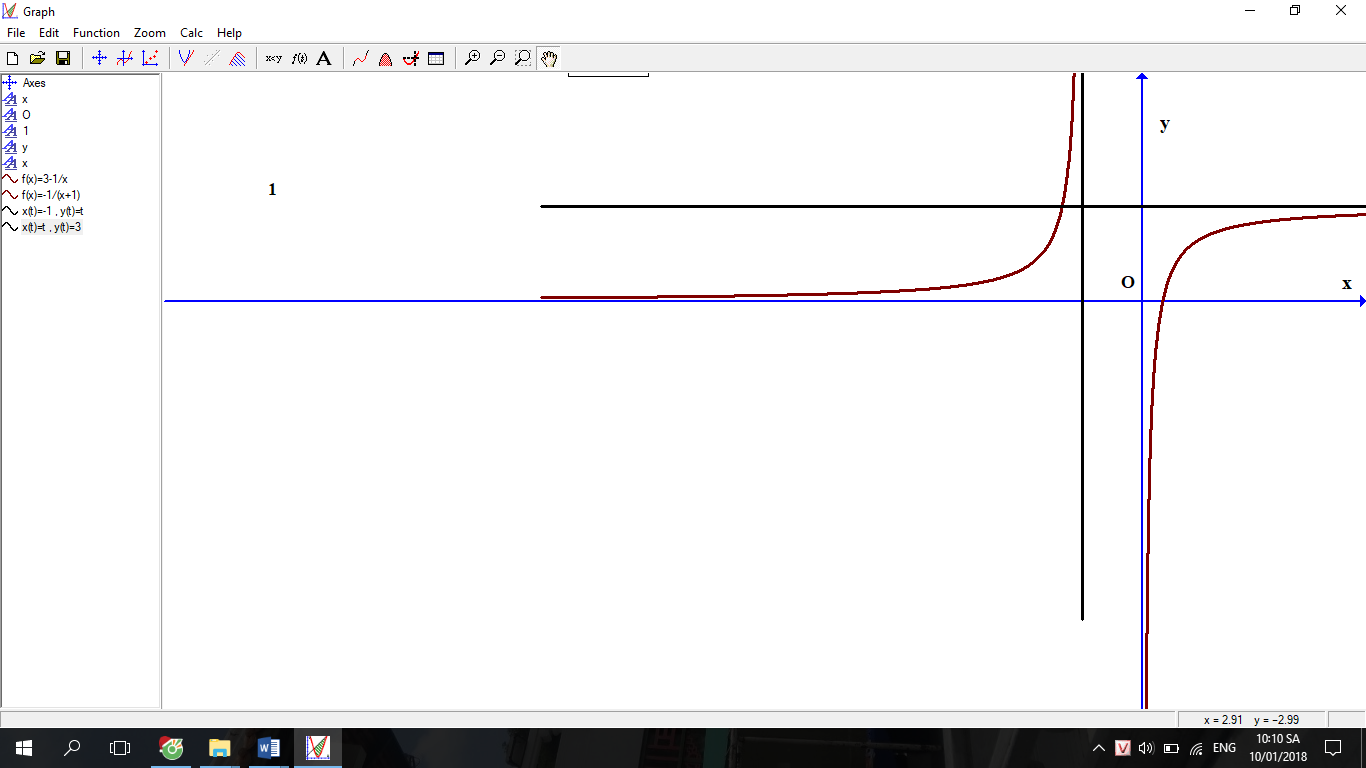 Graph
File Edit Function Zoom Calc Help
Axes
x
O
1
y
x
f(x)=3-1/x
f(x)=-1/(x+1)
x(t)=-1 , y(t)=t
x(t)=t , y(t)=3
y
1
O
x
x = 2.91 y = −2.99
ENG
10:10 SA
10/01/2018